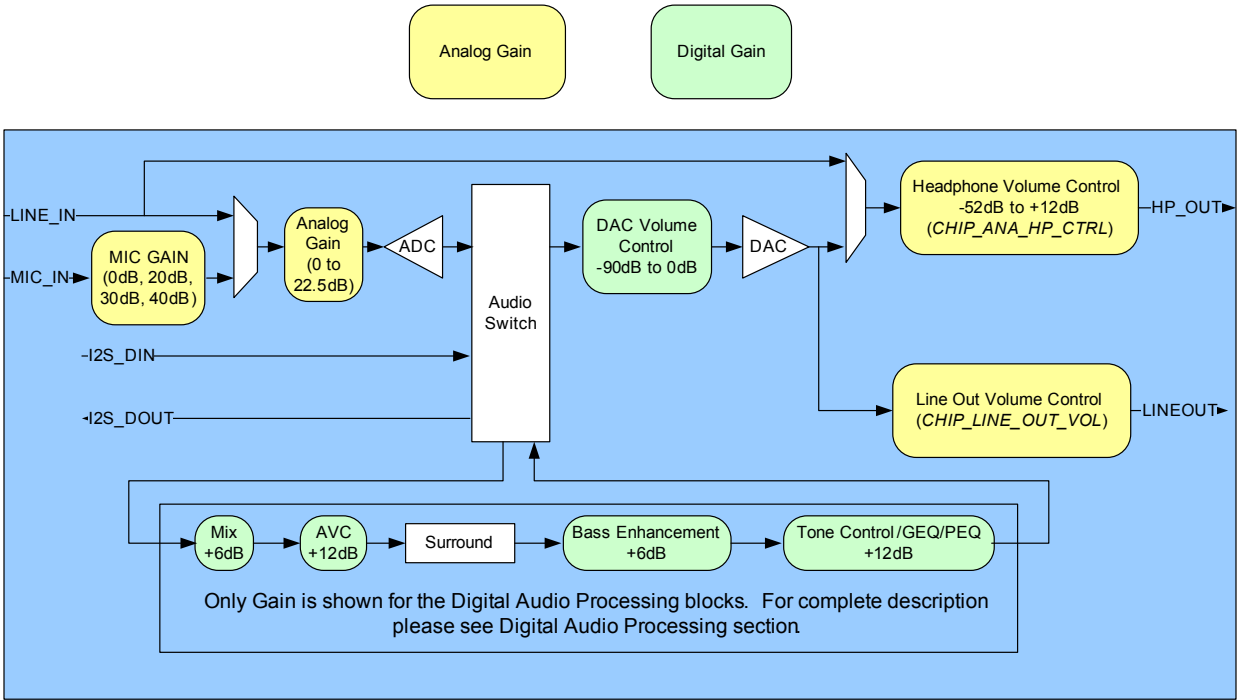 Analog Gain
Digital Gain
LINE_IN
MIC_IN
MIC GAIN
(0dB, 20dB,
30dB, 40dB)
Analog
Gain
(0 to
22.5dB)
ADC
I2S_DIN
I2S_DOUT
Audio
Switch
DAC Volume
Control
-90dB to 0dB
DAC
Headphone Volume Control
-52dB to +12dB
(CHIP_ANA_HP_CTRL)
HP_OUT
Line Out Volume Control
(CHIP_LINE_OUT_VOL)
LINEOUT
Mix
+6dB
AVC
+12dB
Surround
Bass Enhancement
+6dB
Tone Control/GEQ/PEQ
+12dB
Only Gain is shown for the Digital Audio Processing blocks. For complete description
please see Digital Audio Processing section.